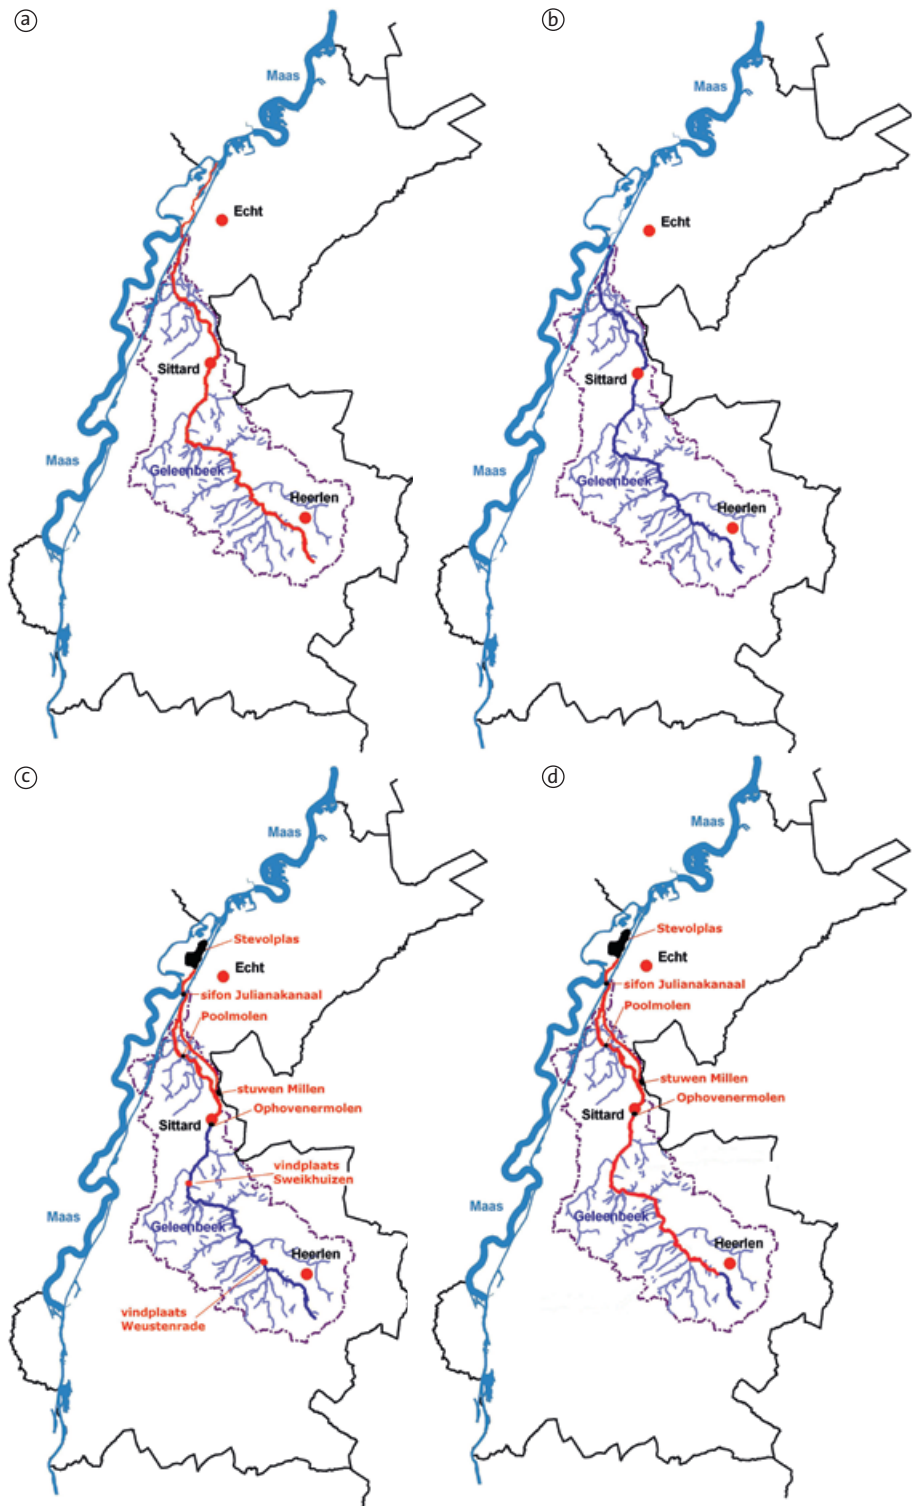 a
Maas
Echt
Sittard
Geleenbeek
Maas
Heerlen
b
Maas
Echt
Sittard
Maas
Geleenbeek
Heerlen
c
Maas
Stevolplas
Echt
sifon Julianakanaal
Poolmolen
stuwen Millen
Ophovenermolen
Sittard
vindplaats
Sweikhuizen
Maas
Geleenbeek
Heerlen
vindplaats
Weustenrade
d
Maas
Stevolplas
Echt
sifon Julianakanaal
Poolmolen
stuwen Millen
Ophovenermolen
Sittard
Maas
Geleenbeek
Heerlen